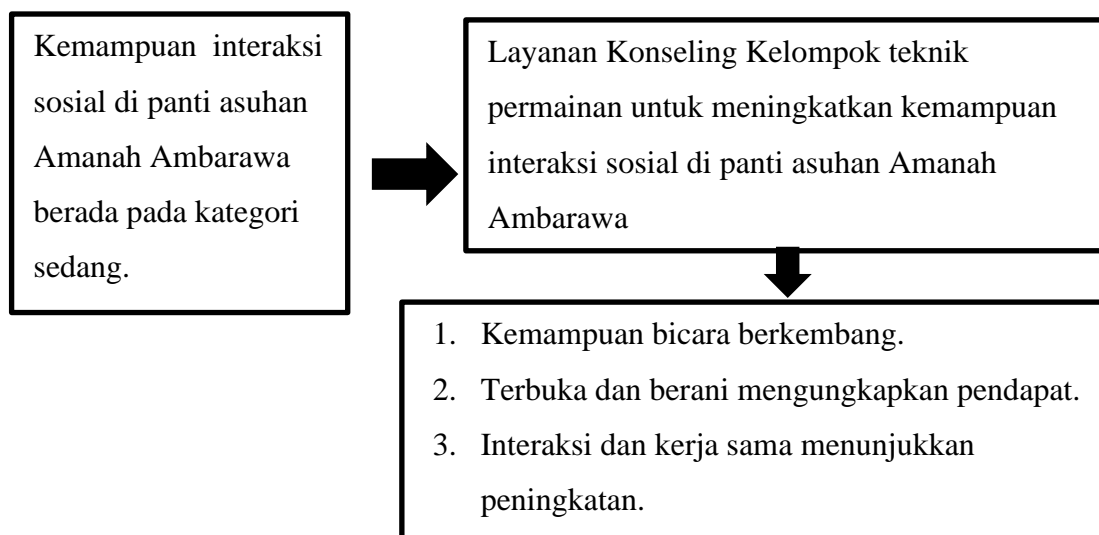 Kemampuan interaksi
sosial di panti asuhan
Amanah Ambarawa
berada pada kategori
sedang.
Layanan Konseling Kelompok teknik
permainan untuk meningkatkan kemampuan
interaksi sosial di panti asuhan Amanah
Ambarawa
1. Kemampuan bicara berkembang.
2. Terbuka dan berani mengungkapkan pendapat.
3. Interaksi dan kerja sama menunjukkan
peningkatan.